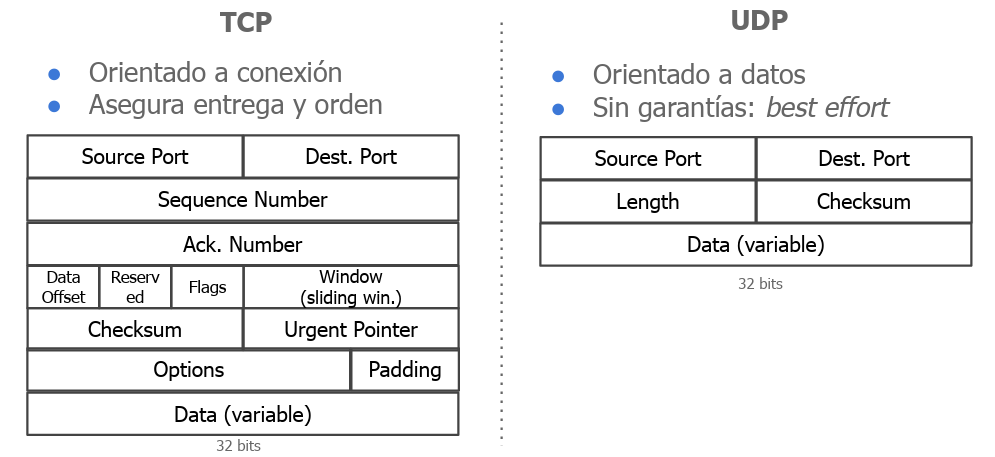 TCP
• Orientado a conexión
• Asegura entrega y orden
Source Port Dest. Port
Sequence Number
Ack. Number
Data
Offset
Reserv
ed
Flags
Window
(sliding win.)
Checksum Urgent Pointer
Options Padding
Data (variable)
32 bits
UDP
• Orientado a datos
• Sin garantías: best effort
Source Port Dest. Port
Length Checksum
Data (variable)
32 bits